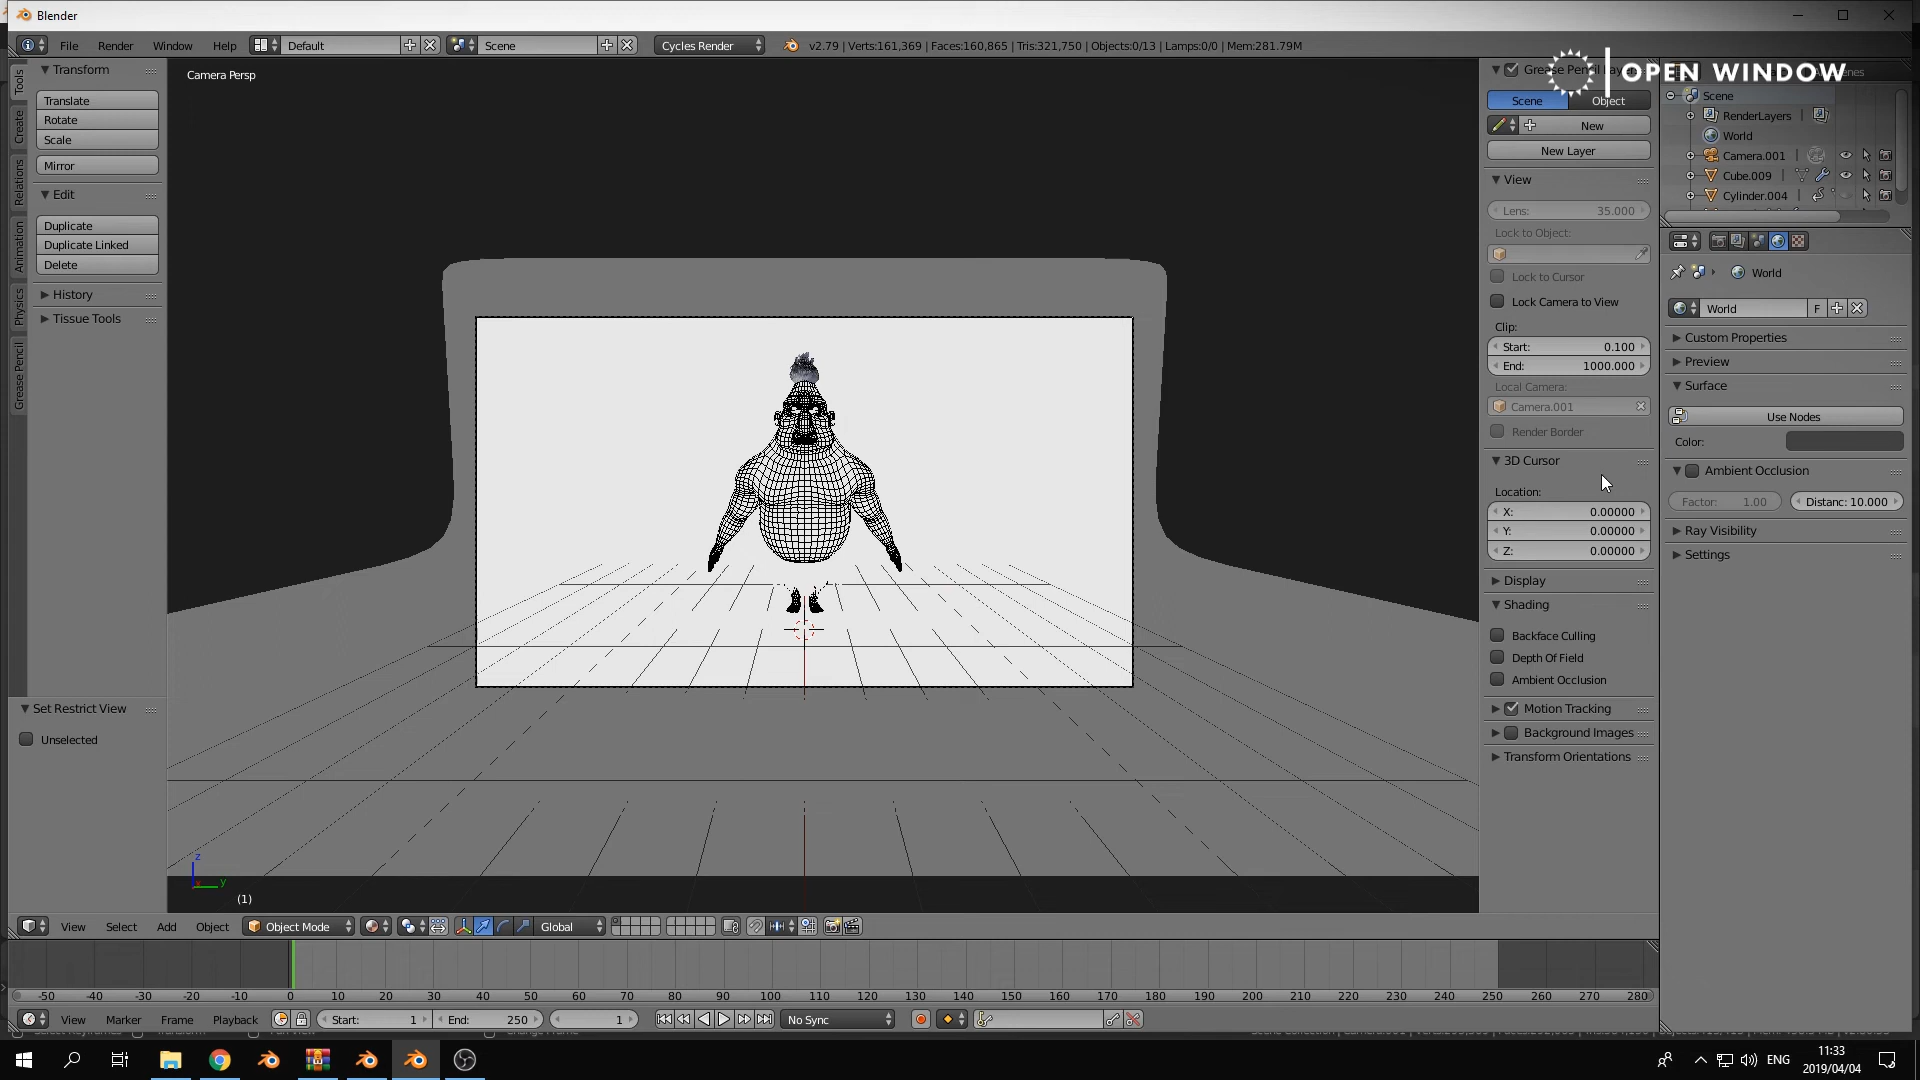 Blender
File Render Window Help Default Scene Cycles Render v2.79 | Verts:161,369 | Faces:160,865 | Tris:321,750 | Objects:0/13 | Lamps:0/0 | Mem:281.79M
OPEN WINDOW
Tools
Create
Relations
Animation
Physics
Grease Pencil
Transform
Translate
Rotate
Scale
Mirror
Edit
Duplicate
Duplicate Linked
Delete
History
Tissue Tools
Set Restrict View
Unselected
Camera Persp
z
y
(1)
Grease Pencil Layers
Scene Object
New
New Layer
View
Lens: 35.000
Lock to Object:
Lock to Cursor
Lock Camera to View
Clip:
Start: 0.100
End: 1000.000
Local Camera:
Camera.001
Render Border
3D Cursor
Location:
X: 0.00000
Y: 0.00000
Z: 0.00000
Display
Shading
Backface Culling
Depth Of Field
Ambient Occlusion
Motion Tracking
Background Images
Transform Orientations
Scene
RenderLayers
World
Camera.001
Cube.009
Cylinder.004
World
World F
Custom Properties
Preview
Surface
Use Nodes
Color:
Ambient Occlusion
Factor: 1.00 Distanc: 10.000
Ray Visibility
Settings
View Select Add Object Object Mode Global
-50 -40 -30 -20 -10 0 10 20 30 40 50 60 70 80 90 100 110 120 130 140 150 160 170 180 190 200 210 220 230 240 250 260 270 280
View Marker Frame Playback Start: 1 End: 250 1 No Sync
ENG
11:33
2019/04/04